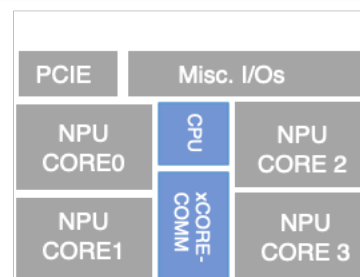 PCIE
Misc. I/Os
NPU
CORE0
CPU
NPU
CORE 2
NPU
CORE1
xCORE-
COMM
NPU
CORE 3